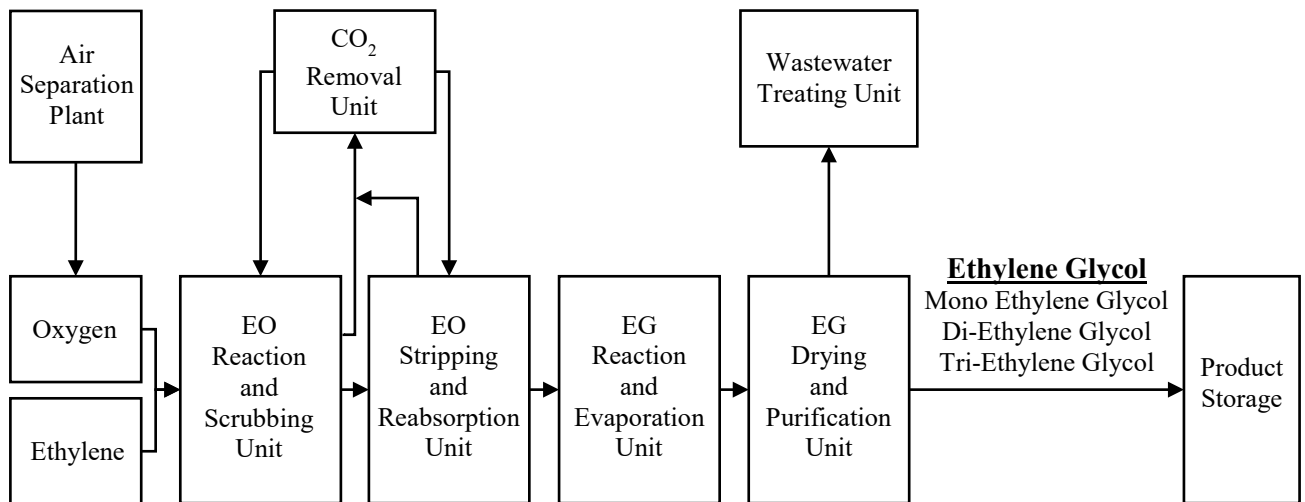 Air
Separation
Plant
CO₂
Removal
Unit
Wastewater
Treating Unit
Oxygen
Ethylene
EO
Reaction
and
Scrubbing
Unit
EO
Stripping
and
Reabsorption
Unit
EG
Reaction
and
Evaporation
Unit
EG
Drying
and
Purification
Unit
Ethylene Glycol
Mono Ethylene Glycol
Di-Ethylene Glycol
Tri-Ethylene Glycol
Product
Storage